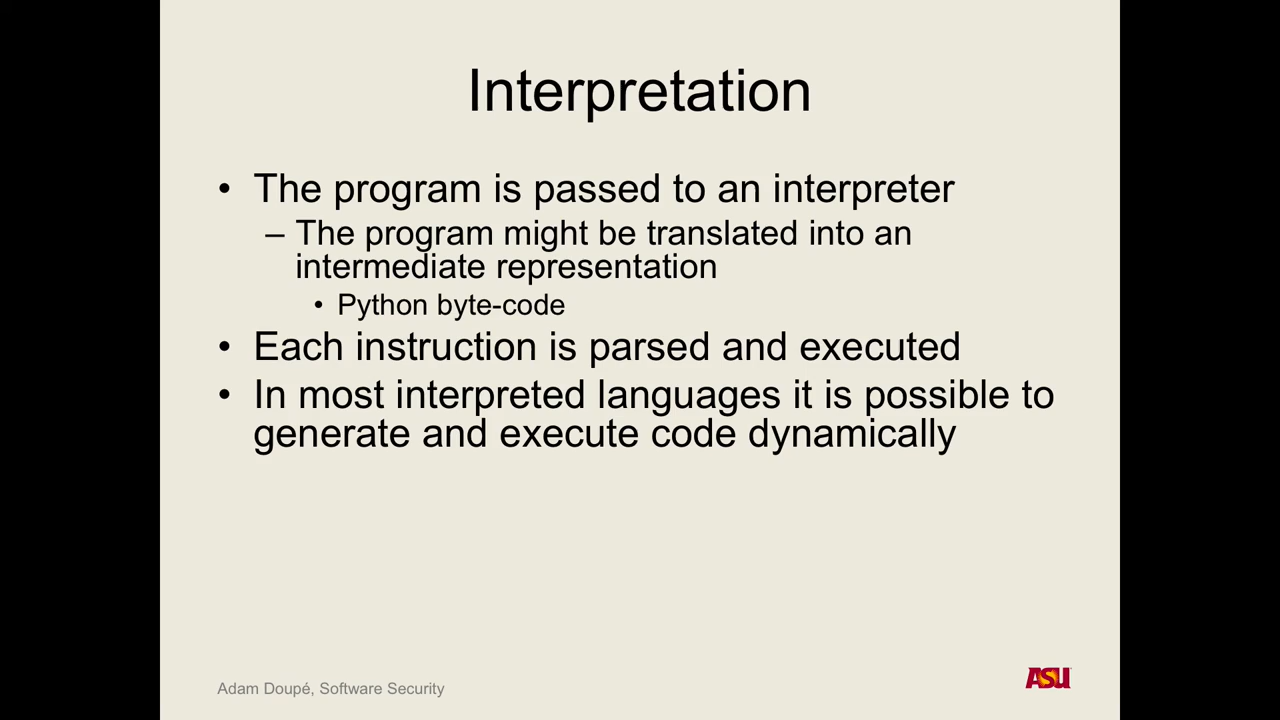 Interpretation
• The program is passed to an interpreter
– The program might be translated into an
intermediate representation
• Python byte-code
• Each instruction is parsed and executed
• In most interpreted languages it is possible to
generate and execute code dynamically
Adam Doupé, Software Security
ASU